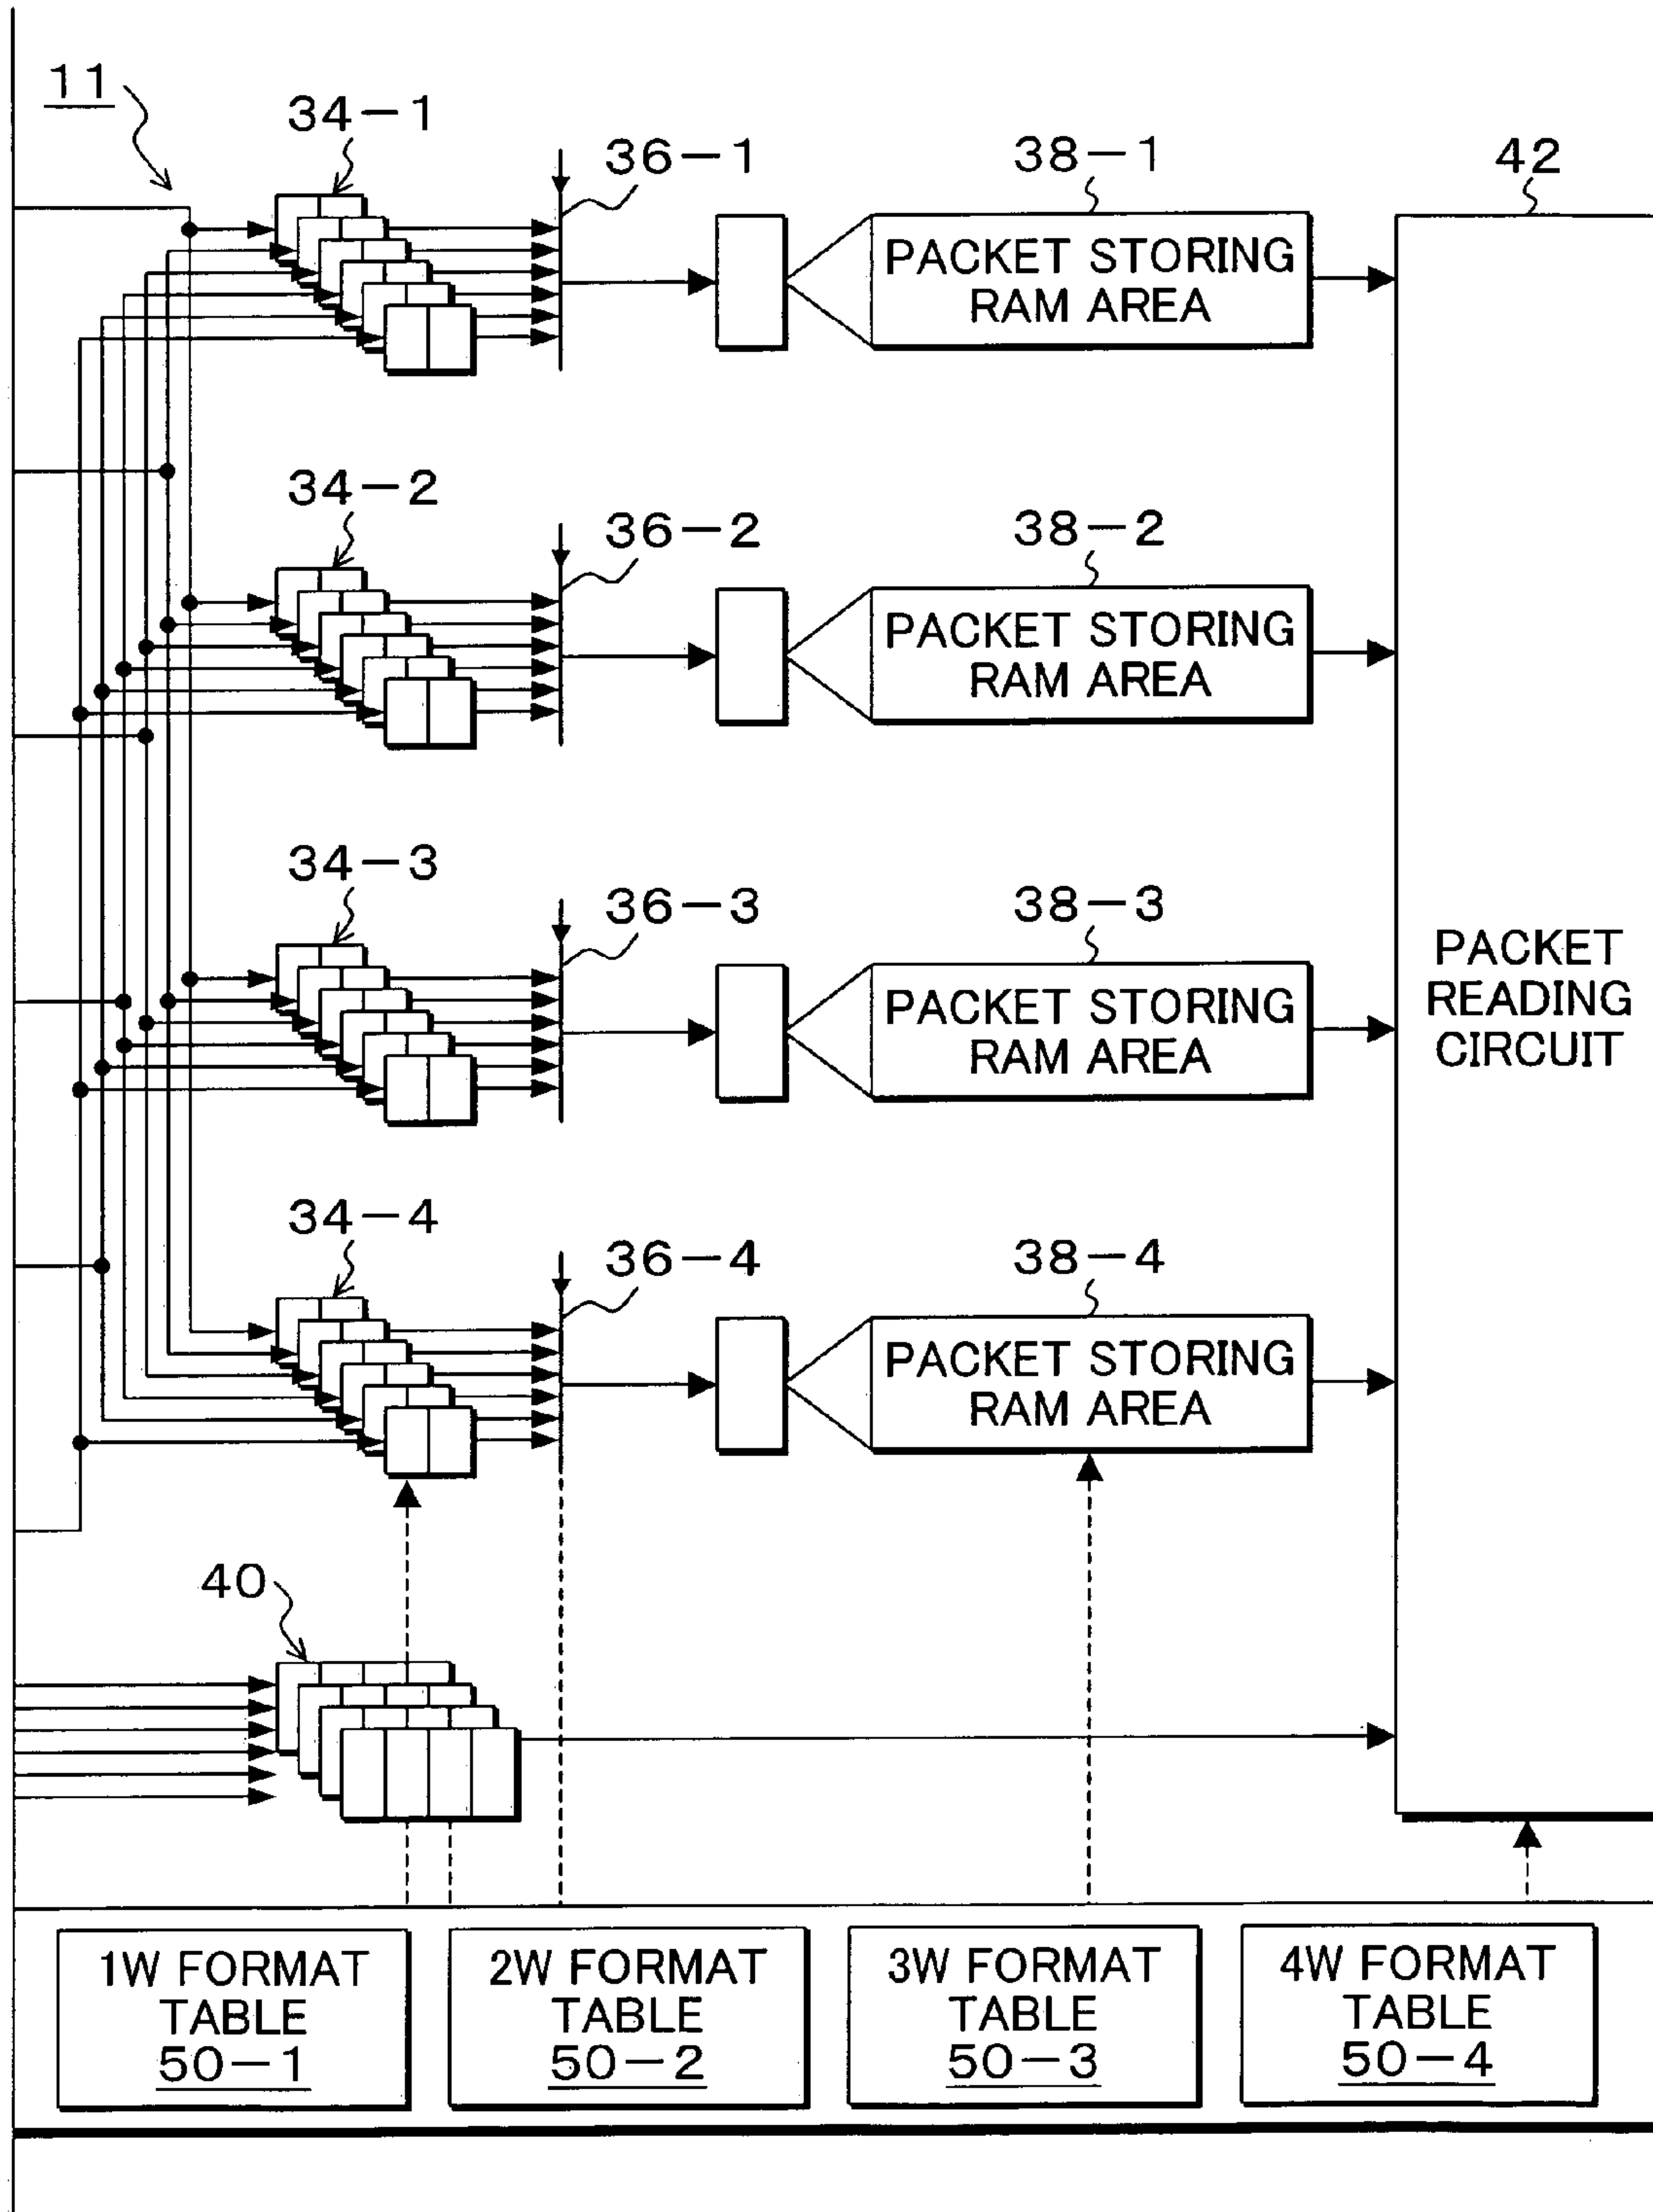 11
34-1
36-1
38-1
42
PACKET STORING
RAM AREA
34-2
36-2
38-2
PACKET STORING
RAM AREA
34-3
36-3
38-3
PACKET STORING
RAM AREA
PACKET
READING
CIRCUIT
34-4
36-4
38-4
PACKET STORING
RAM AREA
40
1W FORMAT
TABLE
50-1
2W FORMAT
TABLE
50-2
3W FORMAT
TABLE
50-3
4W FORMAT
TABLE
50-4